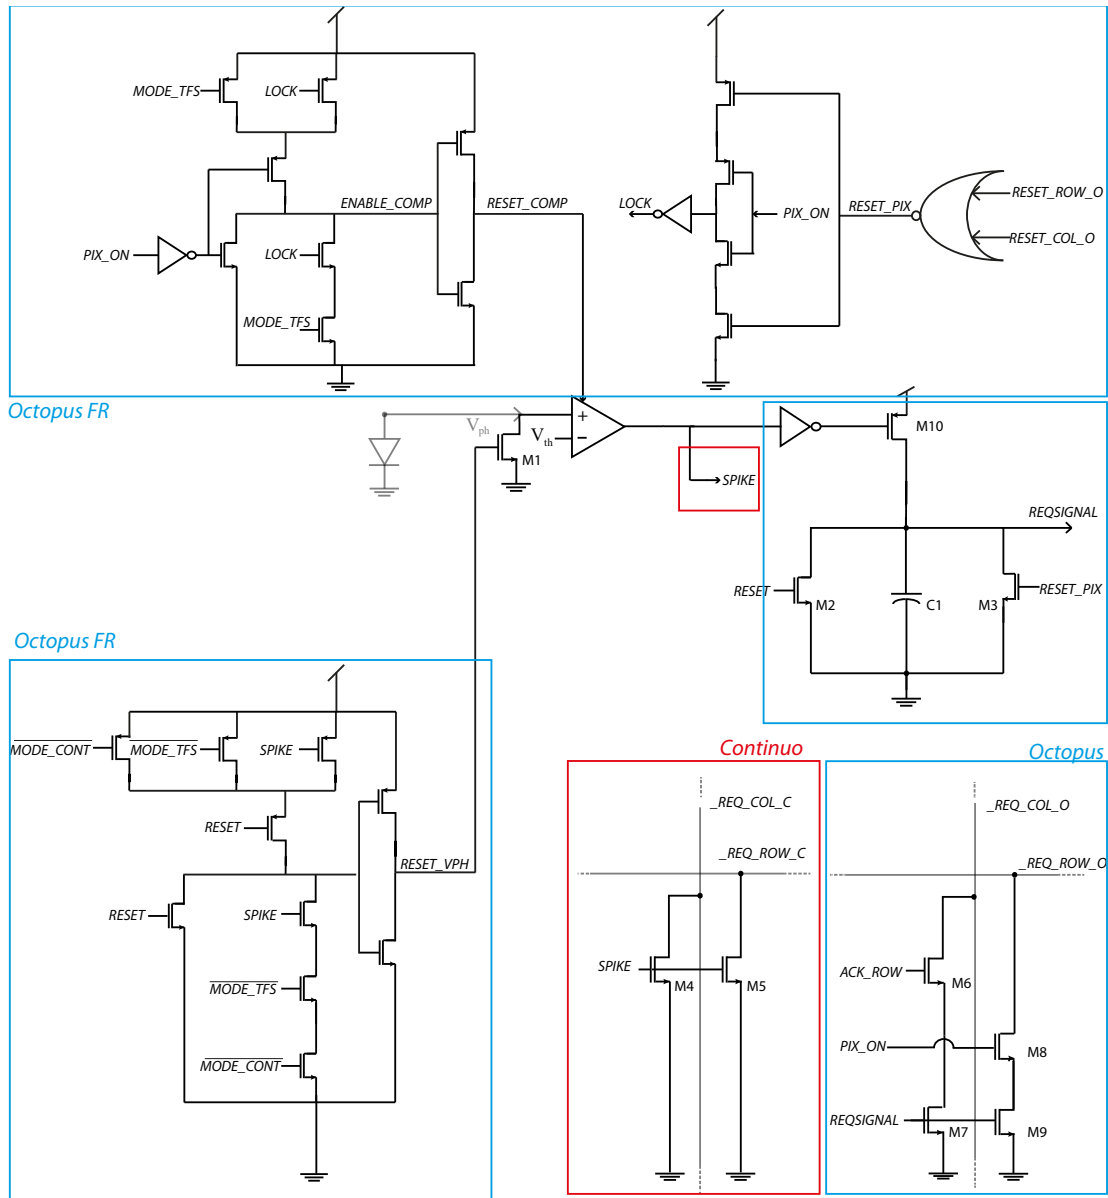 MODE_TFS
LOCK
PIX_ON
ENABLE_COMP
RESET_COMP
LOCK
MODE_TFS
LOCK
PIX_ON
RESET_PIX
RESET_ROW_O
RESET_COL_O
Octopus FR
Vph
Vth
+
−
M1
SPIKE
M10
REQSIGNAL
RESET
M2
C1
M3
RESET_PIX
Octopus FR
MODE_CONT
MODE_TFS
SPIKE
RESET
RESET_VPH
RESET
SPIKE
MODE_TFS
MODE_CONT
Continuo
_REQ_COL_C
_REQ_ROW_C
SPIKE
M4
M5
Octopus
_REQ_COL_O
_REQ_ROW_O
ACK_ROW
M6
PIX_ON
M8
REQSIGNAL
M7
M9